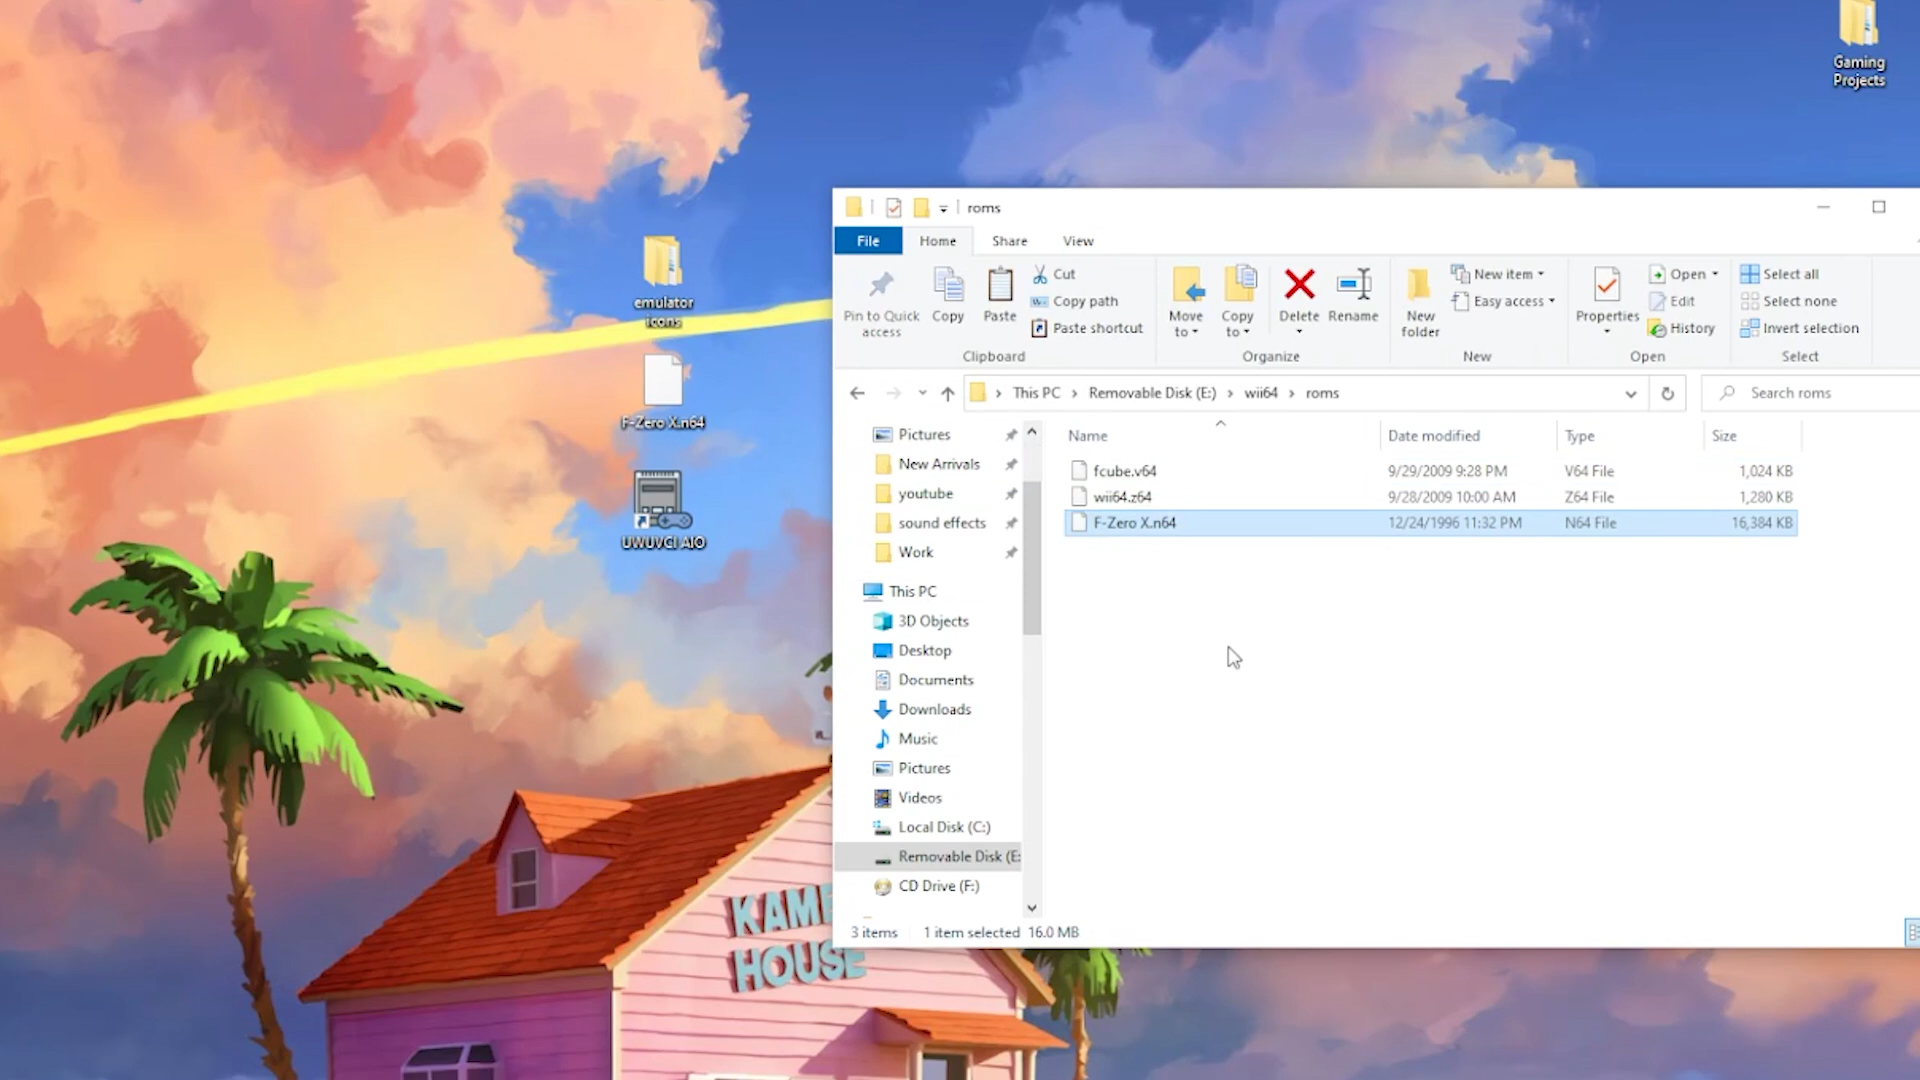 Gaming
Projects
emulator
icons
F-Zero X.n64
UWUVCI AIO
roms
File
Home
Share
View
Pin to Quick
access
Copy
Paste
Cut
Copy path
Paste shortcut
Clipboard
Move
to
Copy
to
Delete
Rename
Organize
New
folder
New item
Easy access
New
Properties
Open
Edit
History
Open
Select all
Select none
Invert selection
Select
This PC
Removable Disk (E:)
wii64
roms
Search roms
Pictures
New Arrivals
youtube
sound effects
Work
This PC
3D Objects
Desktop
Documents
Downloads
Music
Pictures
Videos
Local Disk (C:)
Removable Disk (E:
CD Drive (F:)
Name Date modified Type Size
fcube.v64 9/29/2009 9:28 PM V64 File 1,024 KB
wii64.z64 9/28/2009 10:00 AM Z64 File 1,280 KB
F-Zero X.n64 12/24/1996 11:32 PM N64 File 16,384 KB
3 items 1 item selected 16.0 MB
KAME
HOUSE